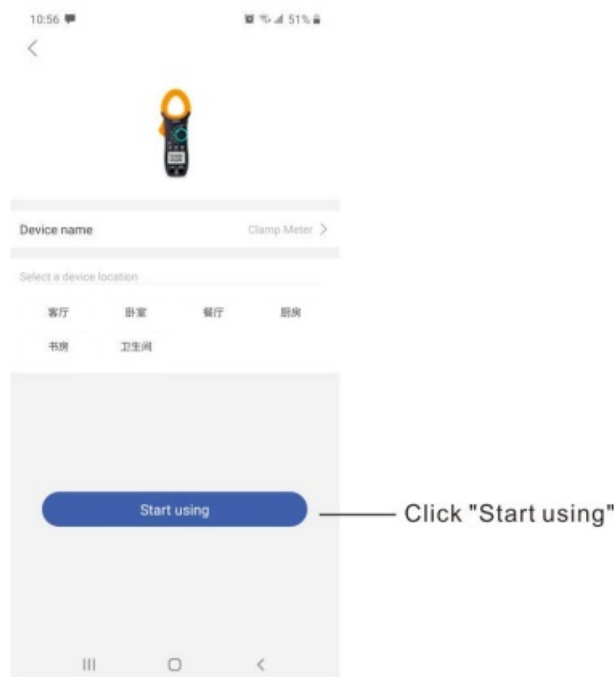 10:56
51%
Device name
Clamp Meter
Select a device location
客厅 卧室 餐厅 厨房
书房 卫生间
Start using
Click "Start using"